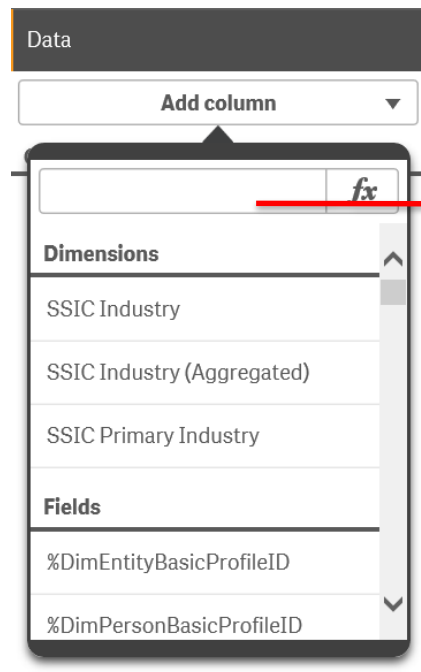 Data
Add column
fx
Dimensions
SSIC Industry
SSIC Industry (Aggregated)
SSIC Primary Industry
Fields
%DimEntityBasicProfileID
%DimPersonBasicProfileID